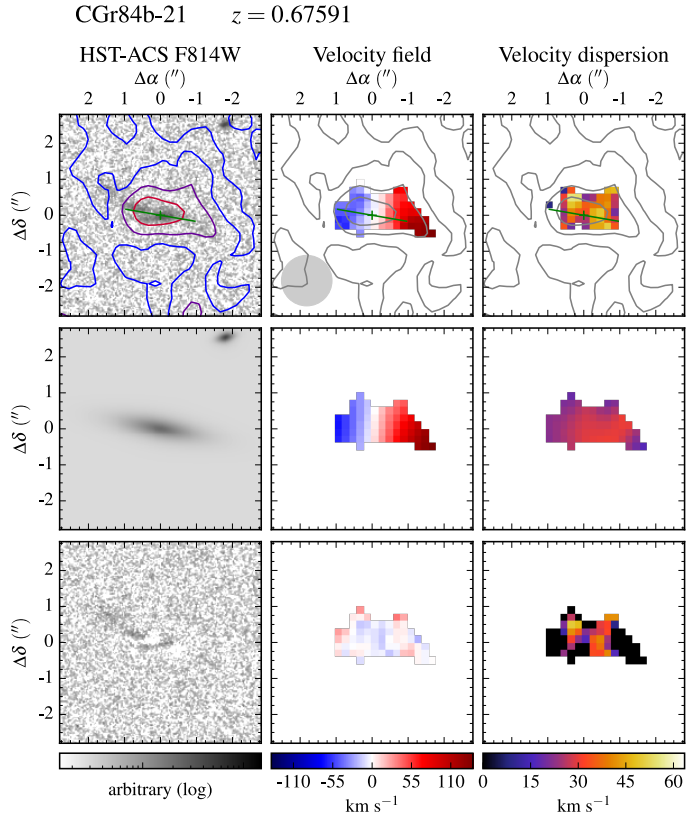 CGr84b-21 z = 0.67591
HST-ACS F814W Velocity field Velocity dispersion
Δα (′′) Δα (′′) Δα (′′)
2 1 0 -1 -2 2 1 0 -1 -2 2 1 0 -1 -2
Δδ (′′)
2
1
0
-1
-2
Δδ (′′)
2
1
0
-1
-2
Δδ (′′)
2
1
0
-1
-2
arbitrary (log)
-110 -55 0 55 110
km s⁻¹
0 15 30 45 60
km s⁻¹